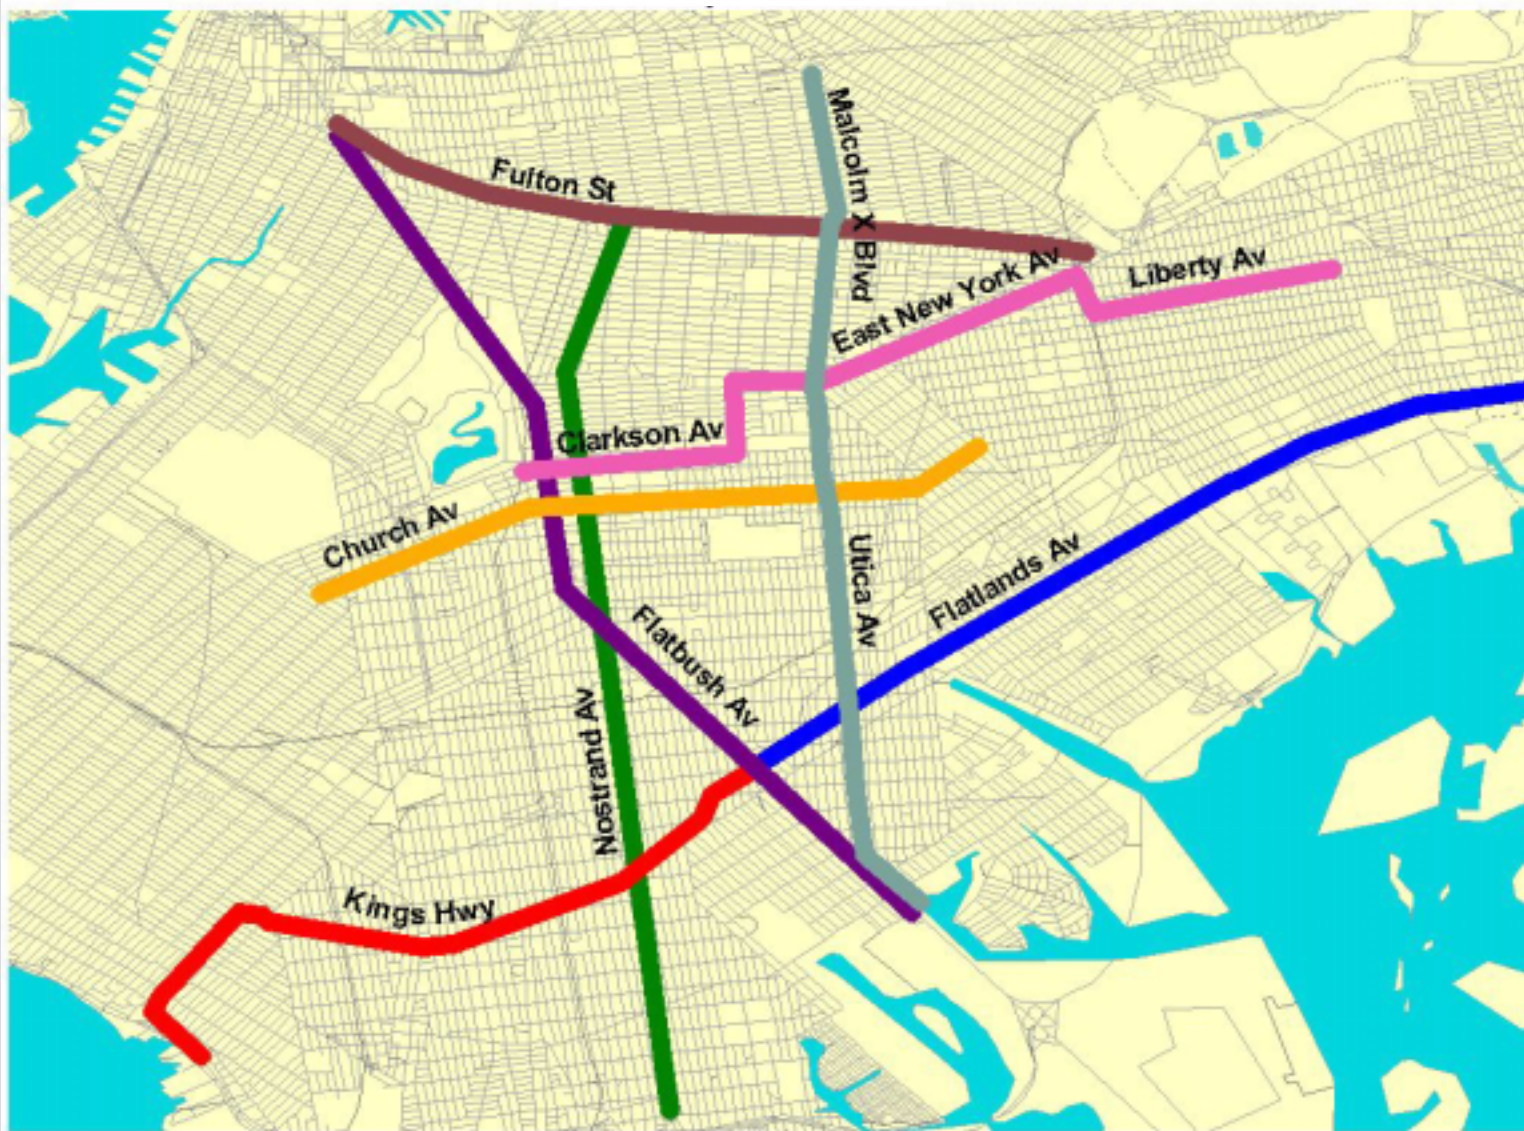 Malcolm X Blvd
Fulton St
East New York Av
Liberty Av
Clarkson Av
Church Av
Utica Av
Flatlands Av
Flatbush Av
Nostrand Av
Kings Hwy